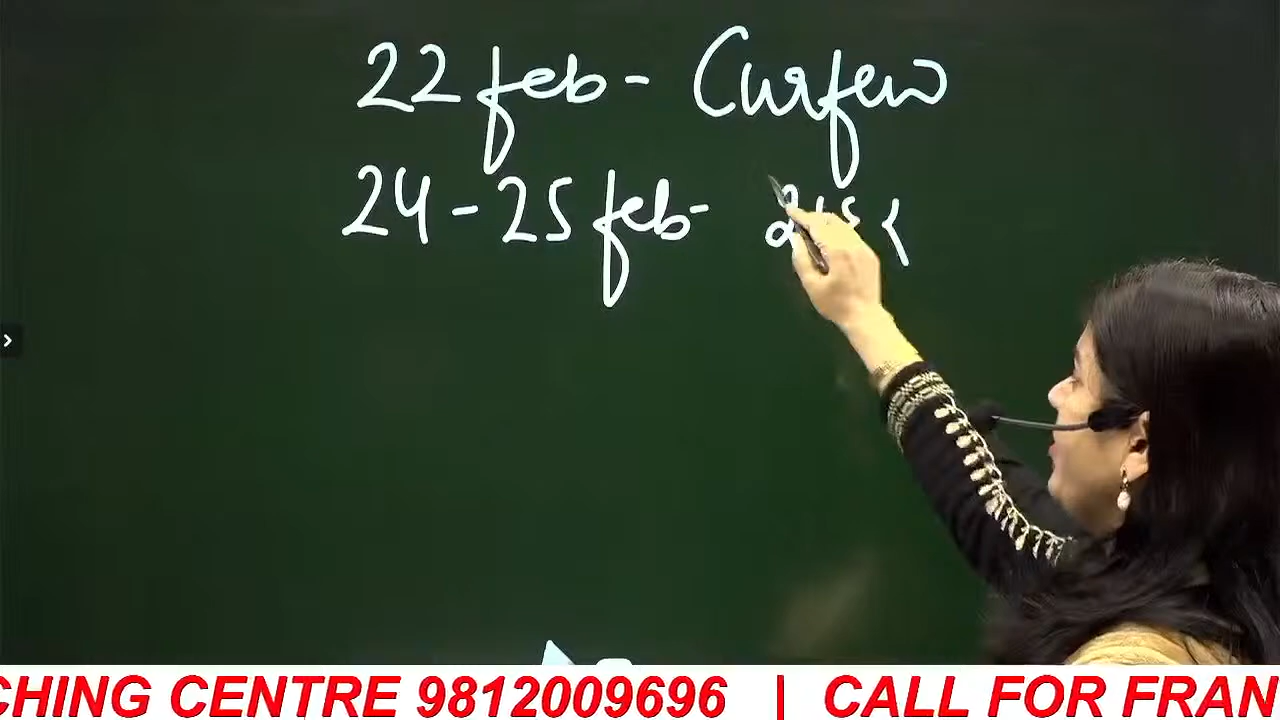 22 feb- Curfew
24-25 feb-
CHING CENTRE 9812009696 | CALL FOR FRAN